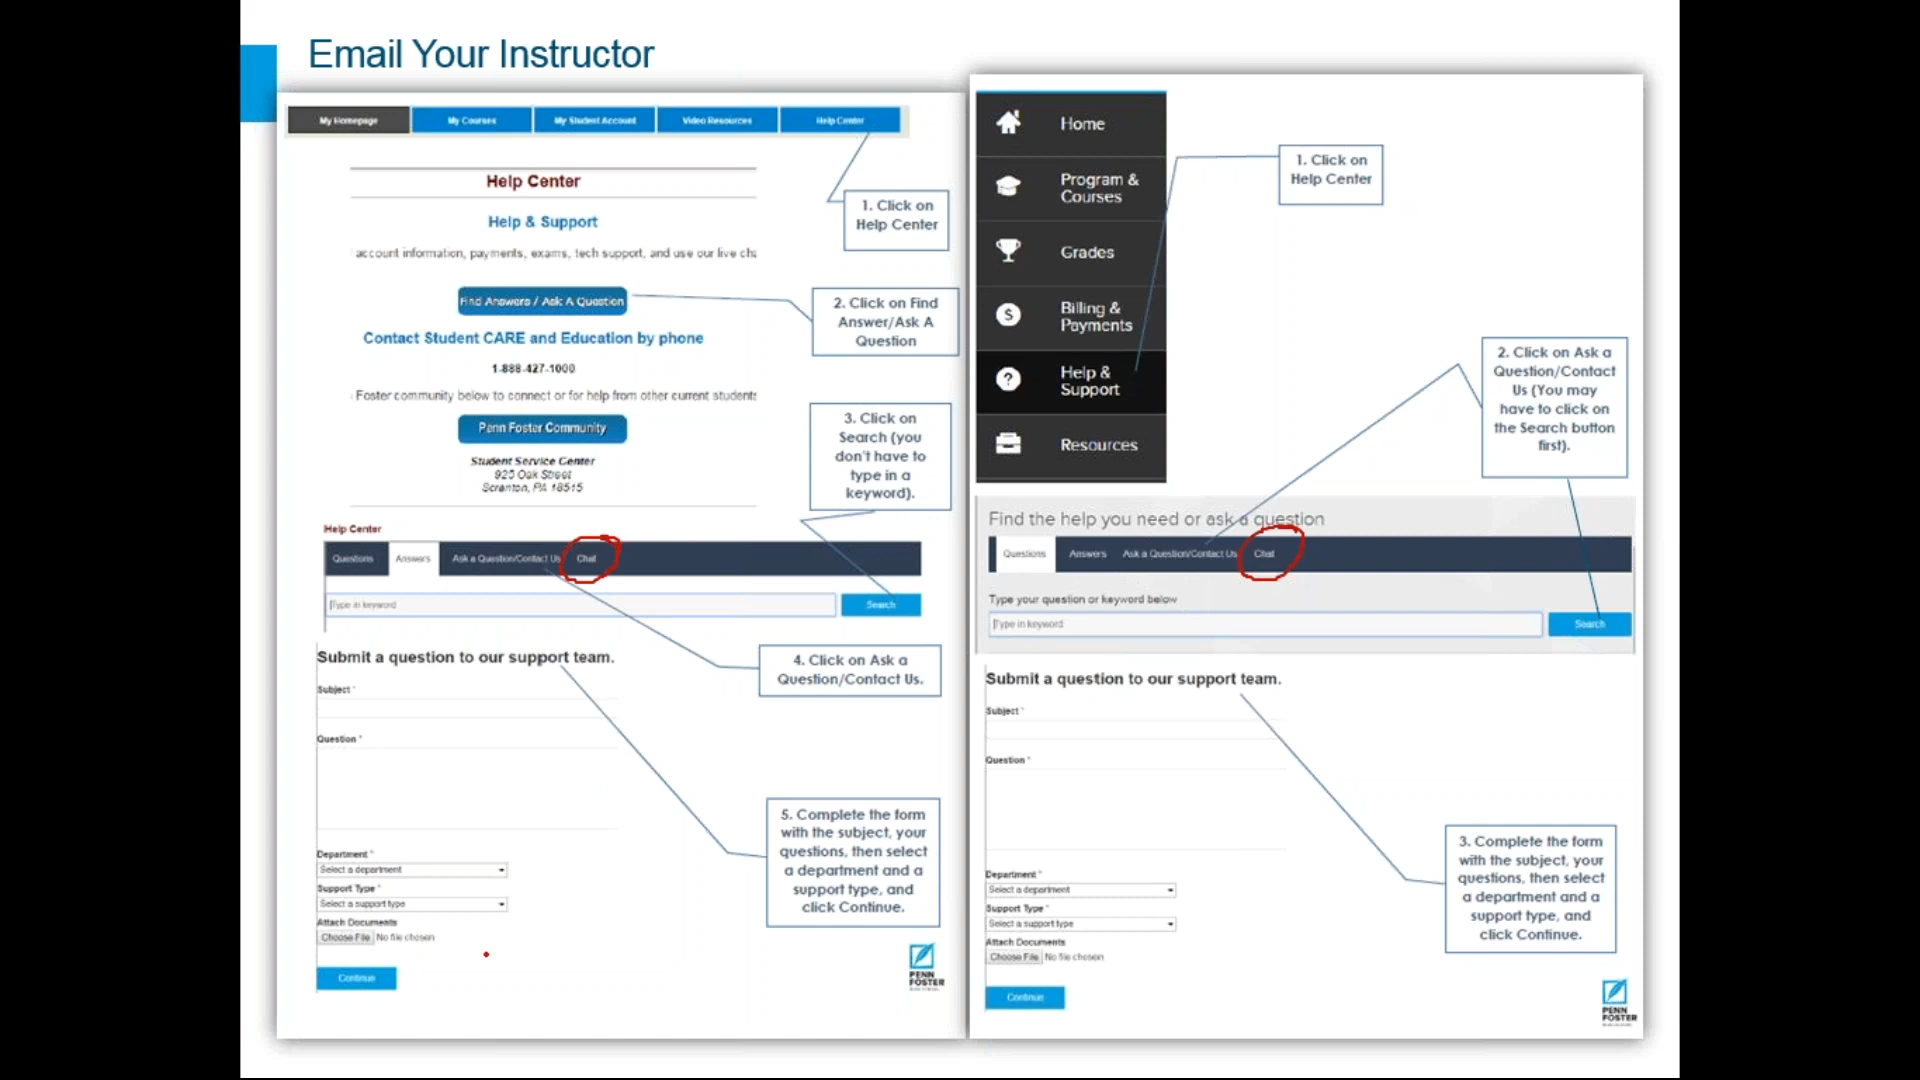 Email Your Instructor
My Homepage
My Courses
My Student Account
Video Resources
Help Center
Help Center
Help & Support
account information, payments, exams, tech support, and use our live cha
Find Answers / Ask A Question
Contact Student CARE and Education by phone
1-888-427-1000
Foster community below to connect or for help from other current students
Penn Foster Community
Student Service Center
925 Oak Street
Scranton, PA 18515
1. Click on
Help Center
2. Click on Find
Answer/Ask A
Question
3. Click on
Search (you
don't have to
type in a
keyword).
Help Center
Questions
Answers
Ask a Question/Contact Us
Chat
Type in keyword
Search
4. Click on Ask a
Question/Contact Us.
Submit a question to our support team.
Subject *
Question *
5. Complete the form
with the subject, your
questions, then select
a department and a
support type, and
click Continue.
Department *
Select a department
Support Type *
Select a support type
Attach Documents
Choose File No file chosen
Continue
PENN
FOSTER
Home
Program &
Courses
Grades
Billing &
Payments
Help &
Support
Resources
1. Click on
Help Center
2. Click on Ask a
Question/Contact
Us (You may
have to click on
the Search button
first).
Find the help you need or ask a question
Questions
Answers
Ask a Question/Contact Us
Chat
Type your question or keyword below
Type in keyword
Search
Submit a question to our support team.
Subject *
Question *
3. Complete the form
with the subject, your
questions, then select
a department and a
support type, and
click Continue.
Department *
Select a department
Support Type *
Select a support type
Attach Documents
Choose File No file chosen
Continue
PENN
FOSTER